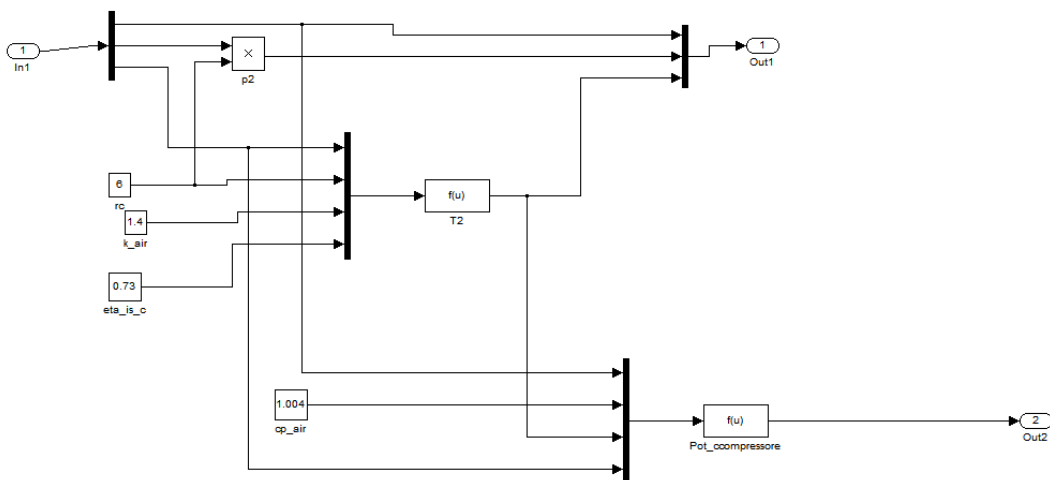 1
In1
×
p2
1
Out1
6
rc
f(u)
T2
1.4
k_air
0.73
eta_is_c
1.004
cp_air
f(u)
Pot_ccompressore
2
Out2